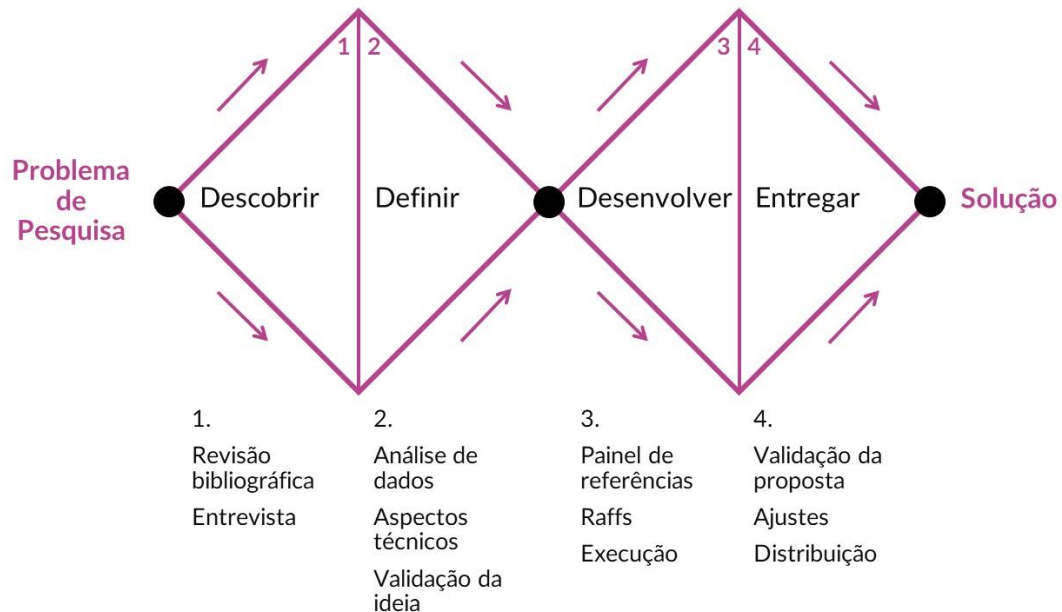 1
2
3
4
Problema
de
Pesquisa
Descobrir
Definir
Desenvolver
Entregar
Solução
1.
Revisão
bibliográfica
Entrevista
2.
Análise de
dados
Aspectos
técnicos
Validação da
ideia
3.
Painel de
referências
Raffs
Execução
4.
Validação da
proposta
Ajustes
Distribuição